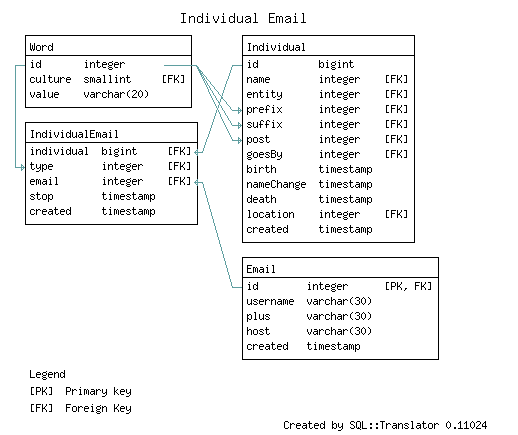 Individual Email
Word
id integer
culture smallint [FK]
value varchar(20)
Individual
id bigint
name integer [FK]
entity integer [FK]
prefix integer [FK]
suffix integer [FK]
post integer [FK]
goesBy integer [FK]
birth timestamp
nameChange timestamp
death timestamp
location integer [FK]
created timestamp
IndividualEmail
individual bigint [FK]
type integer [FK]
email integer [FK]
stop timestamp
created timestamp
Email
id integer [PK, FK]
username varchar(30)
plus varchar(30)
host varchar(30)
created timestamp
Legend
[PK] Primary key
[FK] Foreign Key
Created by SQL::Translator 0.11024